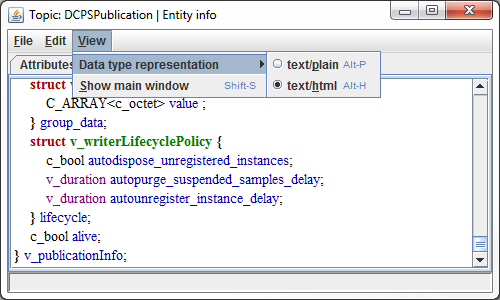 Topic: DCPSPublication | Entity info
File Edit View
Data type representation
Show main window Shift-S
text/plain Alt-P
text/html Alt-H
Attributes
struct
C_ARRAY<c_octet> value ;
} group_data;
struct v_writerLifecyclePolicy {
c_bool autodispose_unregistered_instances;
v_duration autopurge_suspended_samples_delay;
v_duration autounregister_instance_delay;
} lifecycle;
c_bool alive;
} v_publicationInfo;